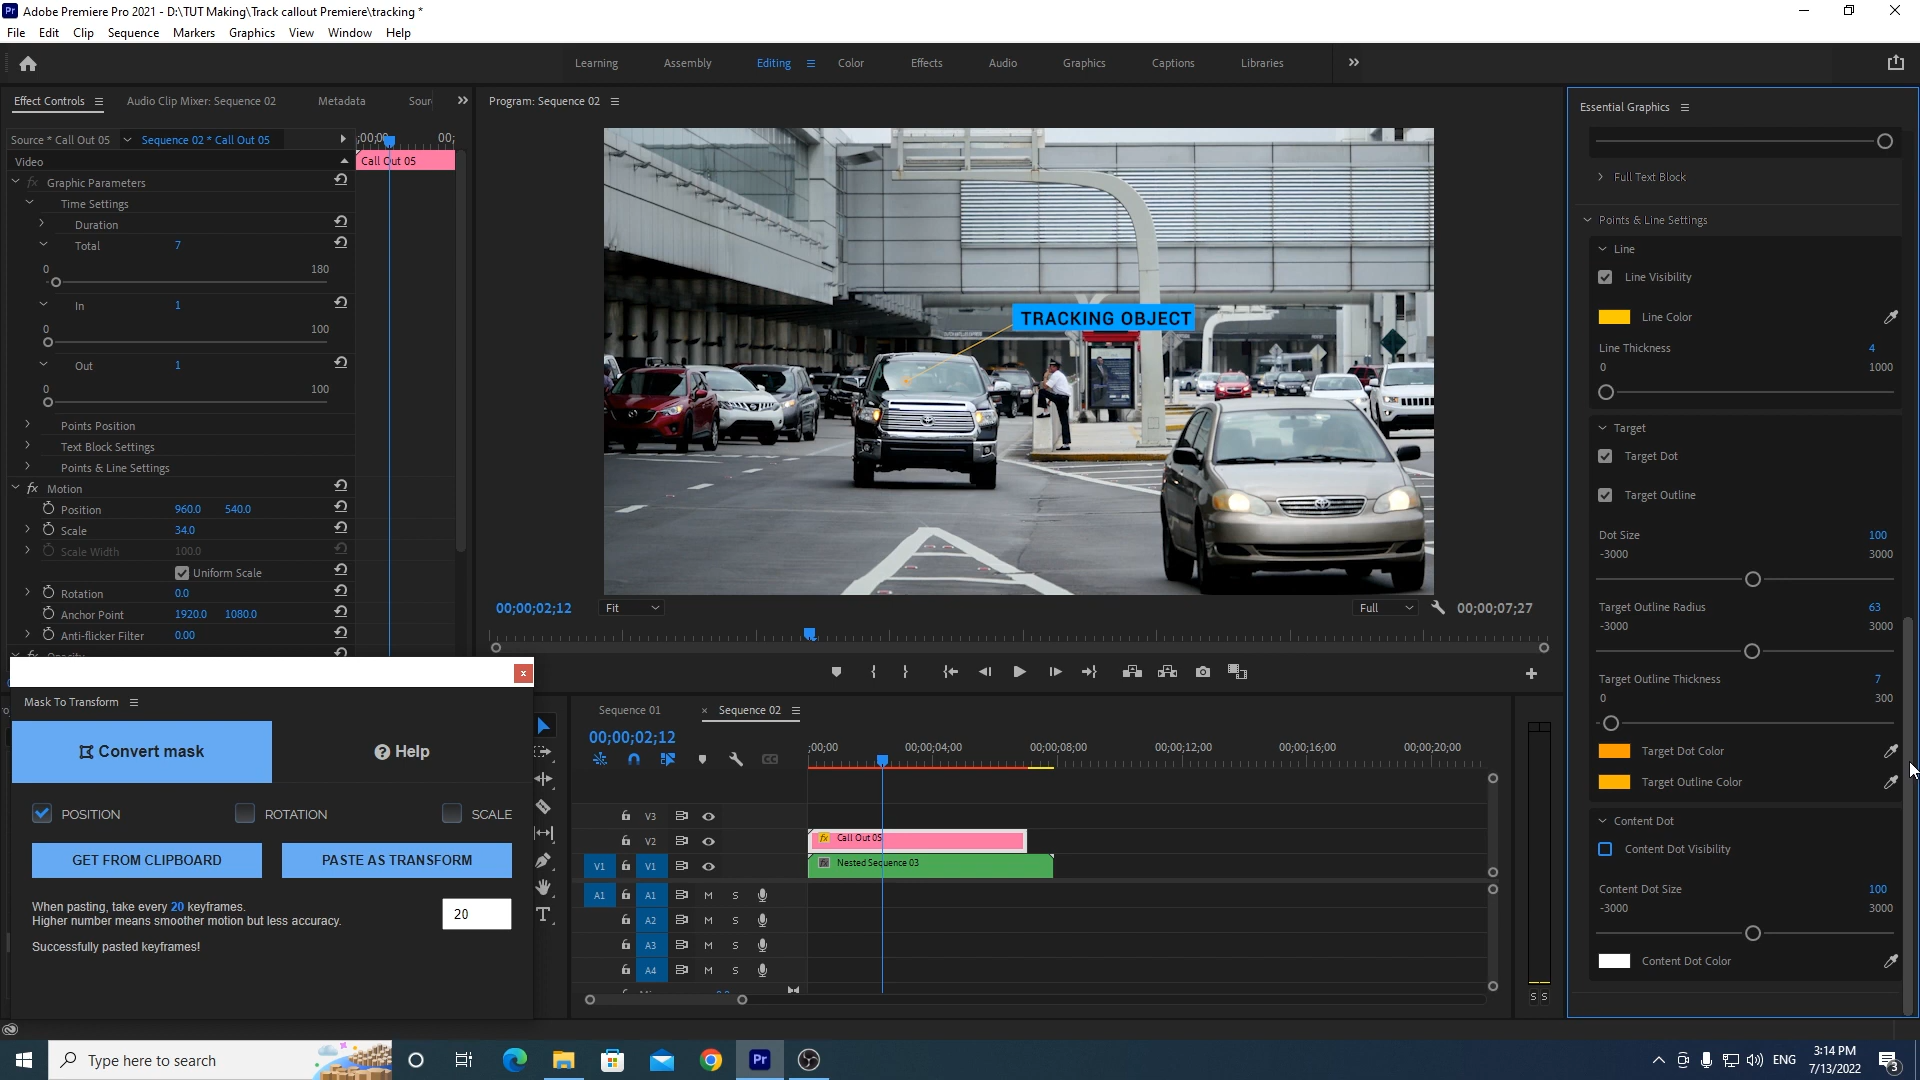 Adobe Premiere Pro 2021 - D:\TUT Making\Track callout Premiere\tracking *
File Edit Clip Sequence Markers Graphics View Window Help
Learning Assembly Editing Color Effects Audio Graphics Captions Libraries
Effect Controls Audio Clip Mixer: Sequence 02 Metadata Sour
Source * Call Out 05 Sequence 02 * Call Out 05
Video
Call Out 05
Graphic Parameters
Time Settings
Duration
Total 7
0 180
In 1
0 100
Out 1
0 100
Points Position
Text Block Settings
Points & Line Settings
Motion
Position 960.0 540.0
Scale 34.0
Scale Width 100.0
Uniform Scale
Rotation 0.0
Anchor Point 1920.0 1080.0
Anti-flicker Filter 0.00
Program: Sequence 02
TRACKING OBJECT
00;00;02;12 Fit Full 00;00;07;27
Essential Graphics
Full Text Block
Points & Line Settings
Line
Line Visibility
Line Color
Line Thickness 4
0 1000
Target
Target Dot
Target Outline
Dot Size 100
-3000 3000
Target Outline Radius 63
-3000 3000
Target Outline Thickness 7
0 300
Target Dot Color
Target Outline Color
Content Dot
Content Dot Visibility
Content Dot Size 100
-3000 3000
Content Dot Color
Mask To Transform
Convert mask Help
POSITION ROTATION SCALE
GET FROM CLIPBOARD PASTE AS TRANSFORM
When pasting, take every 20 keyframes.
Higher number means smoother motion but less accuracy.
20
Successfully pasted keyframes!
Sequence 01 × Sequence 02
00;00;02;12
;00;00 00;00;04;00 00;00;08;00 00;00;12;00 00;00;16;00 00;00;20;00
V3
V2 Call Out 05
V1 V1 Nested Sequence 03
A1 A1 M S
A2 M S
A3 M S
A4 M S
S S
Type here to search
ENG
3:14 PM
7/13/2022
3